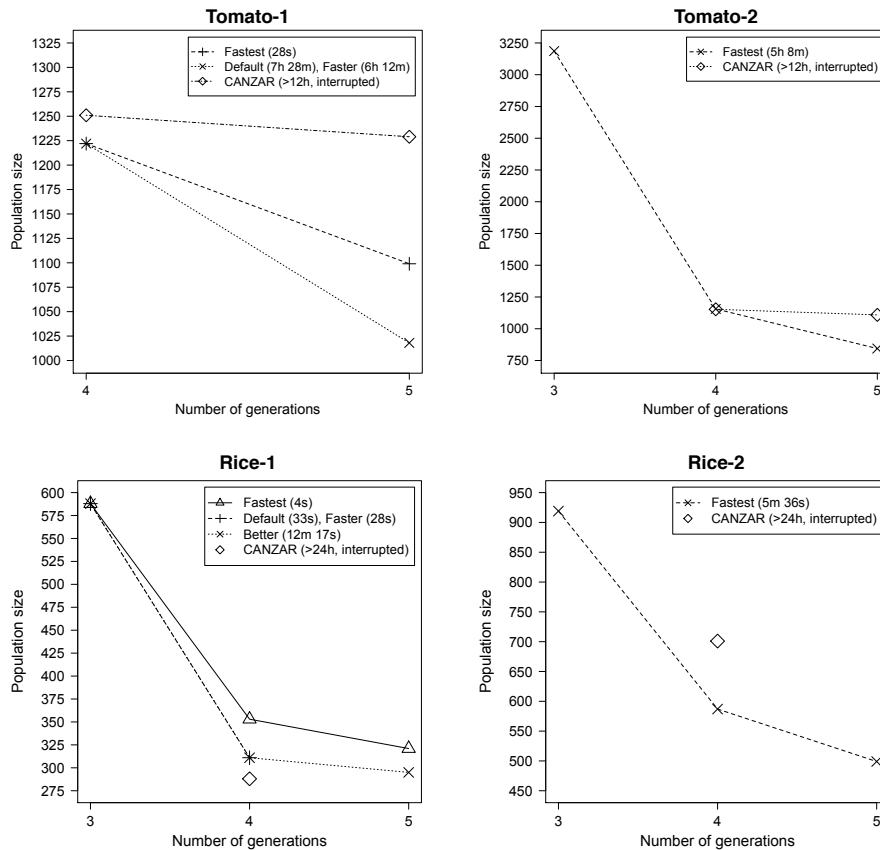 Tomato-1
Population size
1325
1300
1275
1250
1225
1200
1175
1150
1125
1100
1075
1050
1025
1000
Fastest (28s)
Default (7h 28m), Faster (6h 12m)
CANZAR (>12h, interrupted)
4
5
Number of generations
Tomato-2
Population size
3250
3000
2750
2500
2250
2000
1750
1500
1250
1000
750
Fastest (5h 8m)
CANZAR (>12h, interrupted)
3
4
5
Number of generations
Rice-1
Population size
600
575
550
525
500
475
450
425
400
375
350
325
300
275
Fastest (4s)
Default (33s), Faster (28s)
Better (12m 17s)
CANZAR (>24h, interrupted)
3
4
5
Number of generations
Rice-2
Population size
950
900
850
800
750
700
650
600
550
500
450
Fastest (5m 36s)
CANZAR (>24h, interrupted)
3
4
5
Number of generations